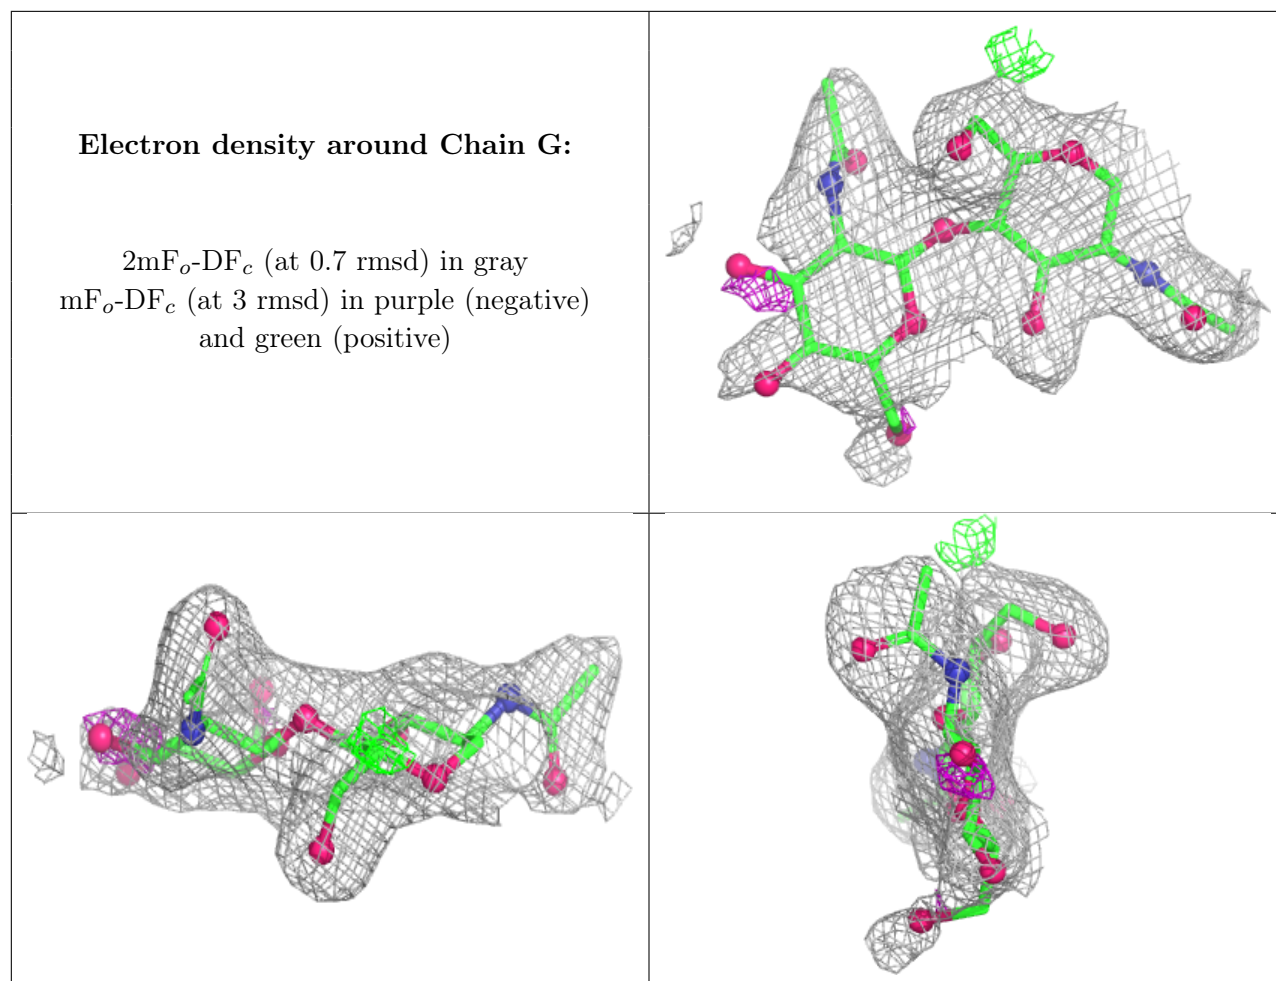 Electron density around Chain G:
2mFo-DFc (at 0.7 rmsd) in gray
mFo-DFc (at 3 rmsd) in purple (negative)
and green (positive)